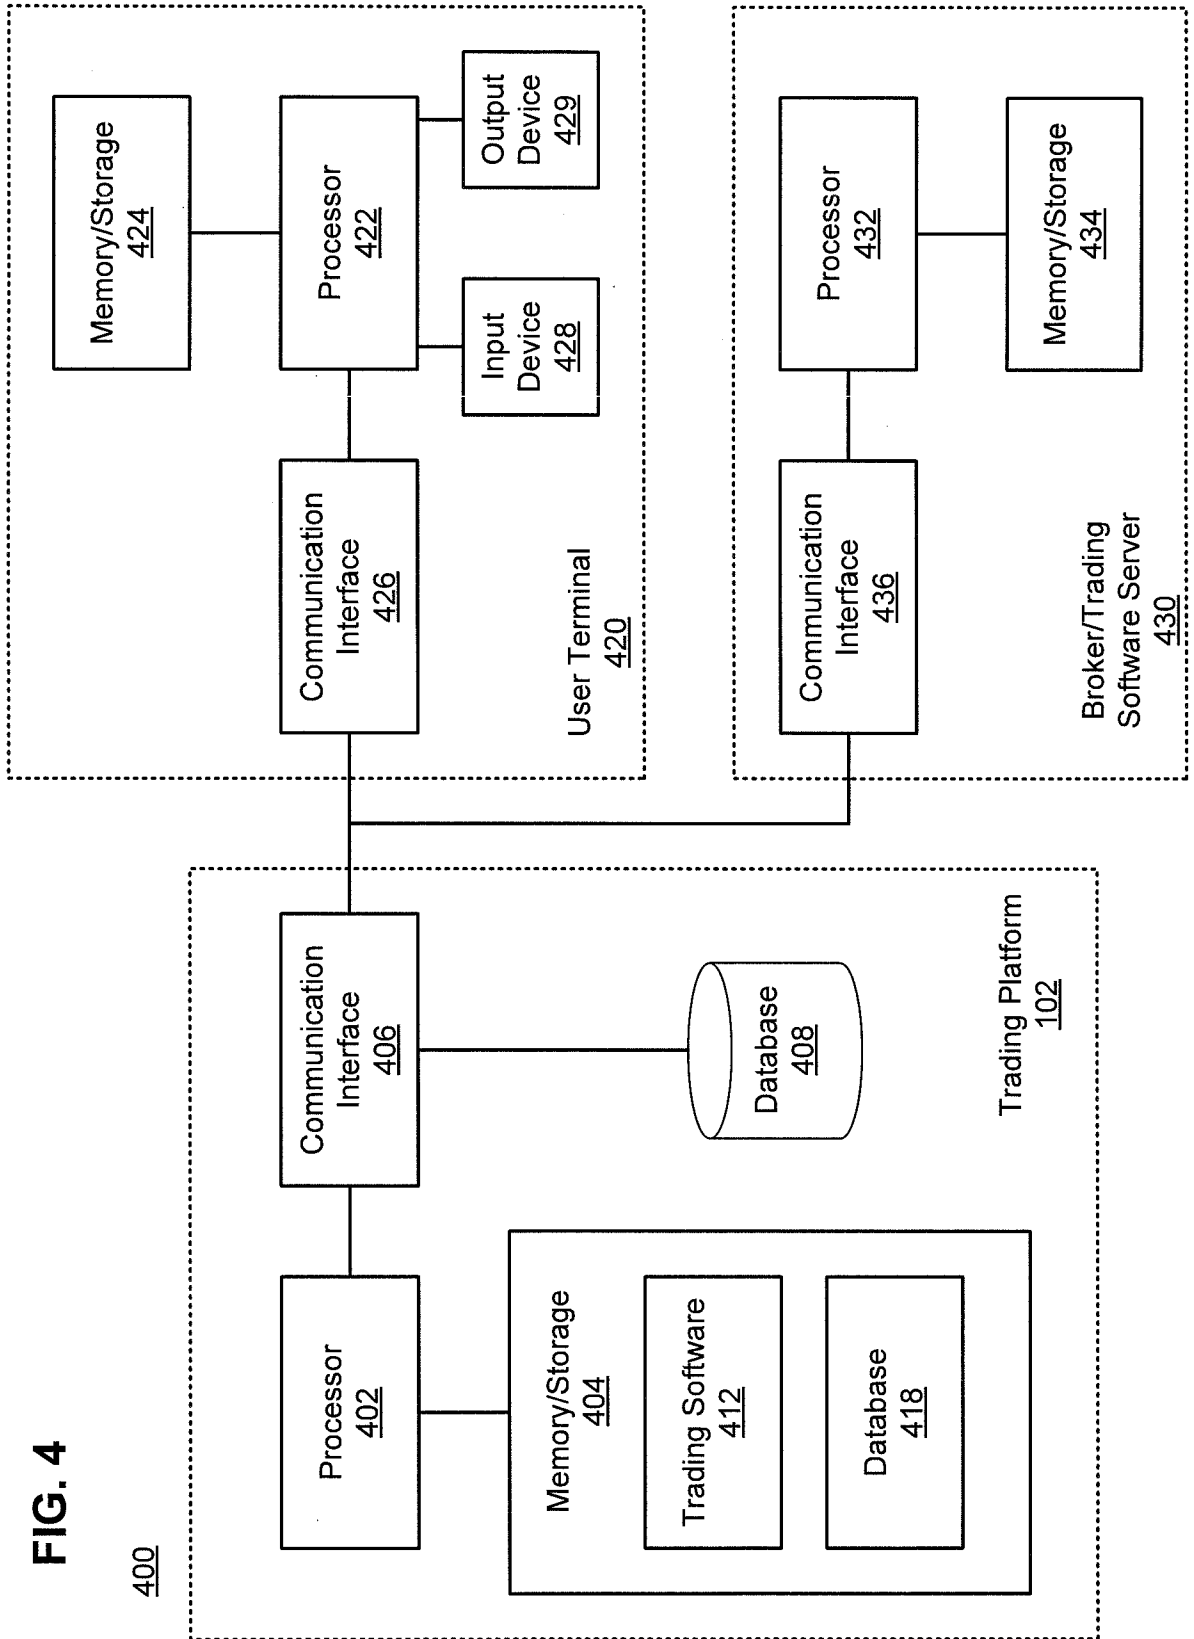 FIG. 4
400
Processor
402
Communication
Interface
406
Memory/Storage
404
Trading Software
412
Database
418
Database
408
Trading Platform
102
Memory/Storage
424
Processor
422
Communication
Interface
426
Input
Device
428
Output
Device
429
User Terminal
420
Processor
432
Communication
Interface
436
Memory/Storage
434
Broker/Trading
Software Server
430